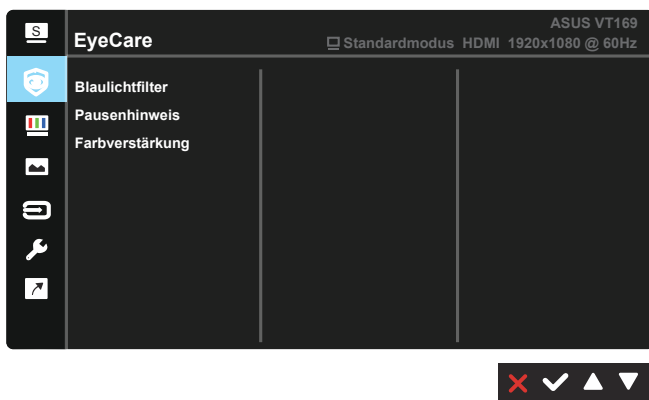 S
ASUS VT169
EyeCare
Standardmodus HDMI 1920x1080 @ 60Hz
Blaulichtfilter
Pausenhinweis
Farbverstärkung